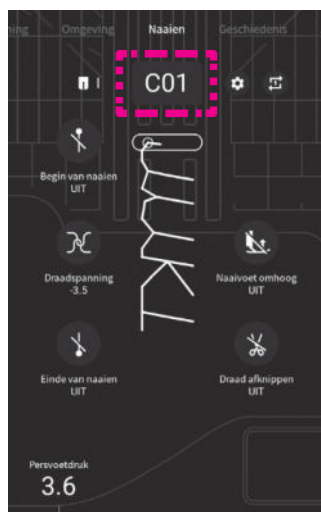 ning Omgeving Naaien Geschiedenis
I C01
Begin van naaien
UIT
Draadspanning
-3.5
Naaivoet omhoog
UIT
Einde van naaien
UIT
Draad afknippen
UIT
Persvoetdruk
3.6